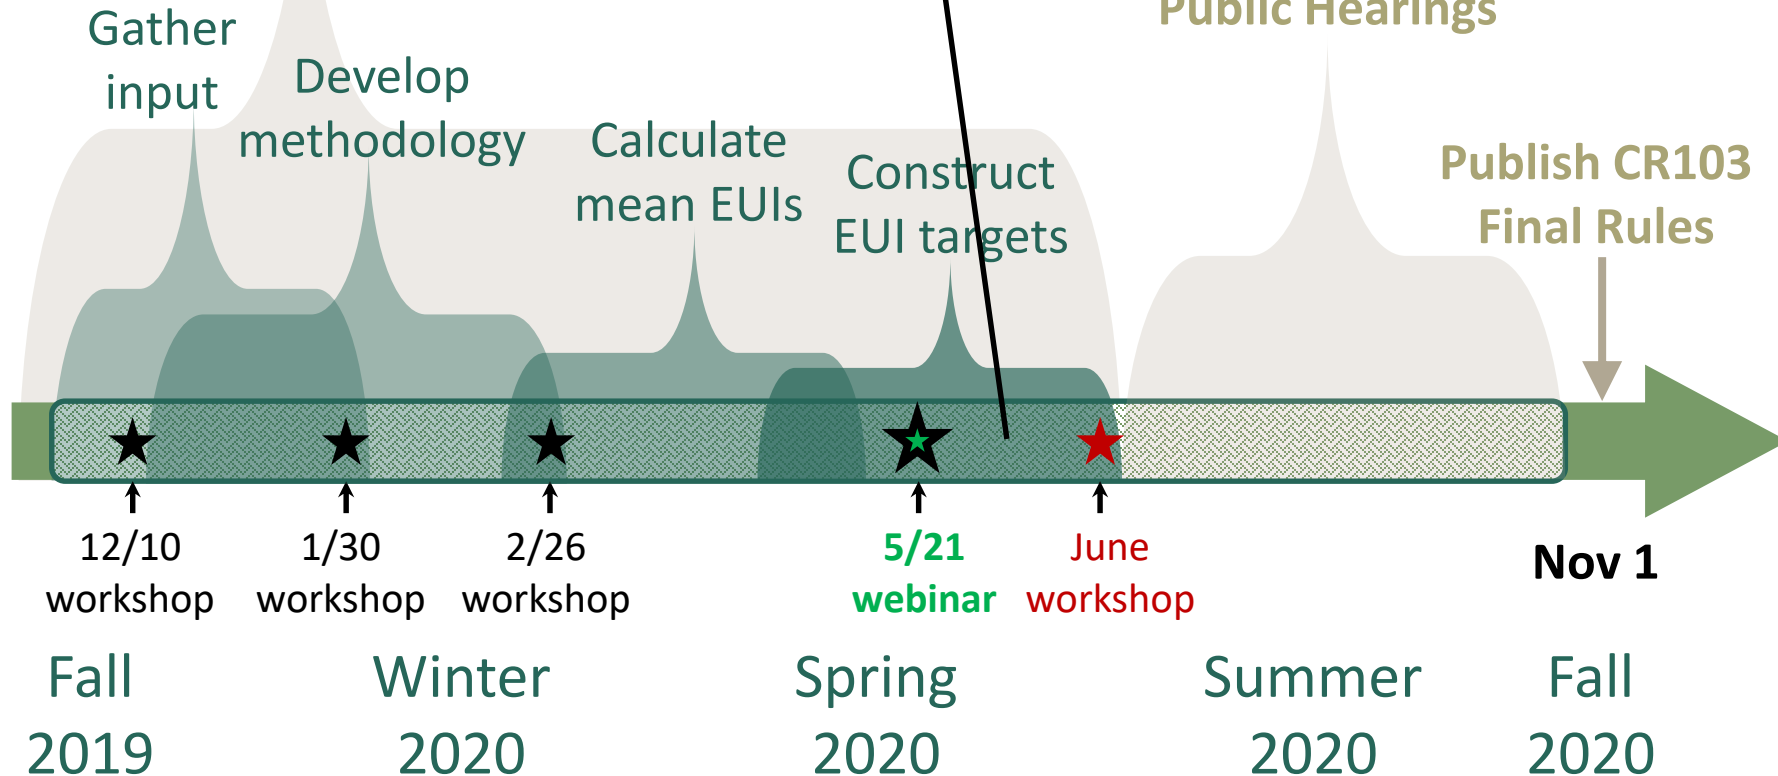 Public Hearings
Gather
input
Develop
methodology
Calculate
mean EUIs
Construct
EUI targets
Publish CR103
Final Rules
12/10
workshop
1/30
workshop
2/26
workshop
5/21
webinar
June
workshop
Nov 1
Fall
2019
Winter
2020
Spring
2020
Summer
2020
Fall
2020